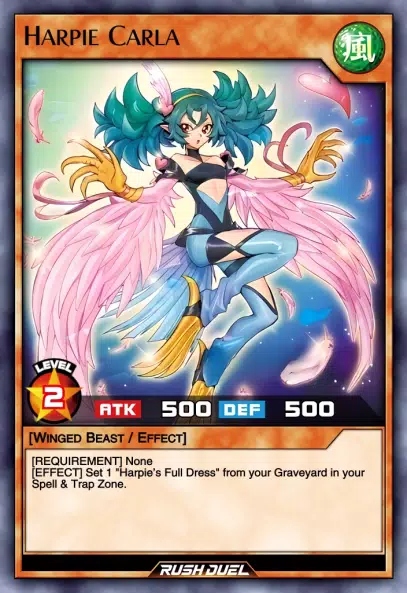 Harpie Carla
風
LEVEL
2
ATK 500 DEF 500
[Winged Beast / Effect]
[REQUIREMENT] None
[EFFECT] Set 1 "Harpie's Full Dress" from your Graveyard in your
Spell & Trap Zone.
RUSH DUEL